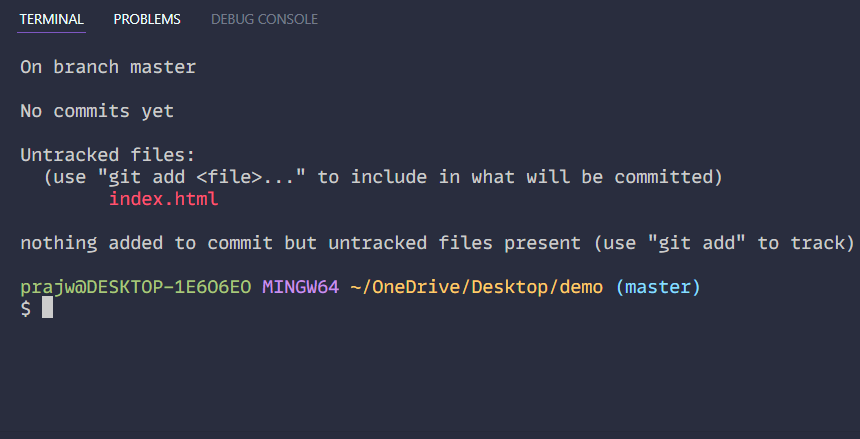 TERMINAL PROBLEMS DEBUG CONSOLE
On branch master
No commits yet
Untracked files:
(use "git add <file>..." to include in what will be committed)
index.html
nothing added to commit but untracked files present (use "git add" to track)
prajw@DESKTOP-1E6O6EO MINGW64 ~/OneDrive/Desktop/demo (master)
$